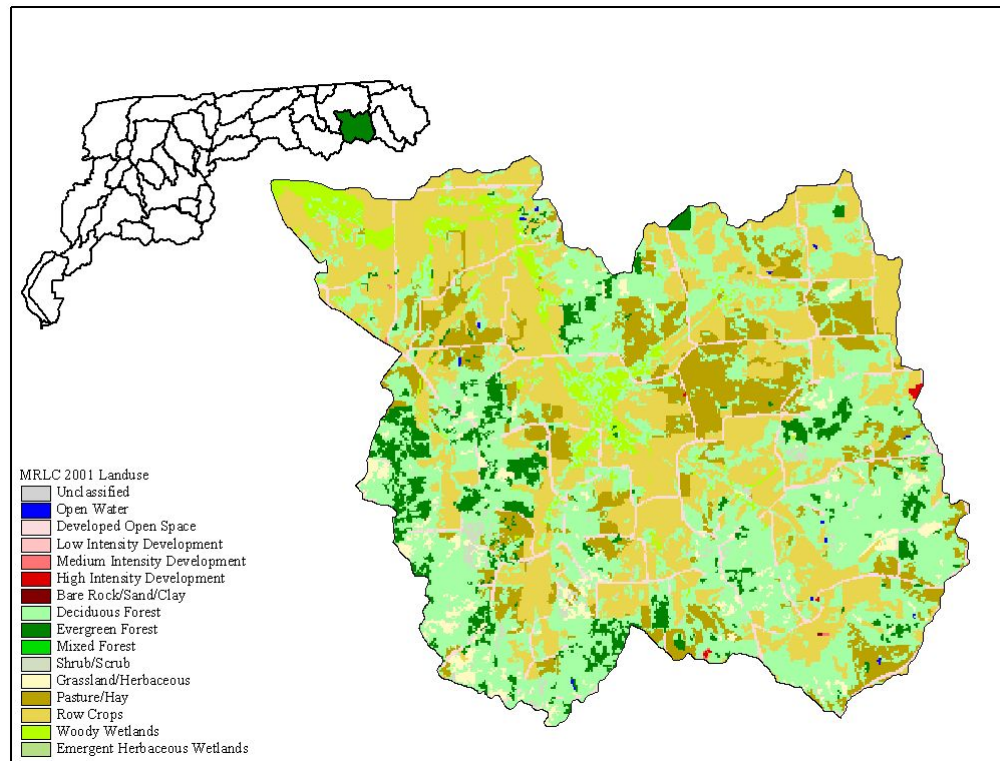 MRLC 2001 Landuse
Unclassified
Open Water
Developed Open Space
Low Intensity Development
Medium Intensity Development
High Intensity Development
Bare Rock/Sand/Clay
Deciduous Forest
Evergreen Forest
Mixed Forest
Shrub/Scrub
Grassland/Herbaceous
Pasture/Hay
Row Crops
Woody Wetlands
Emergent Herbaceous Wetlands